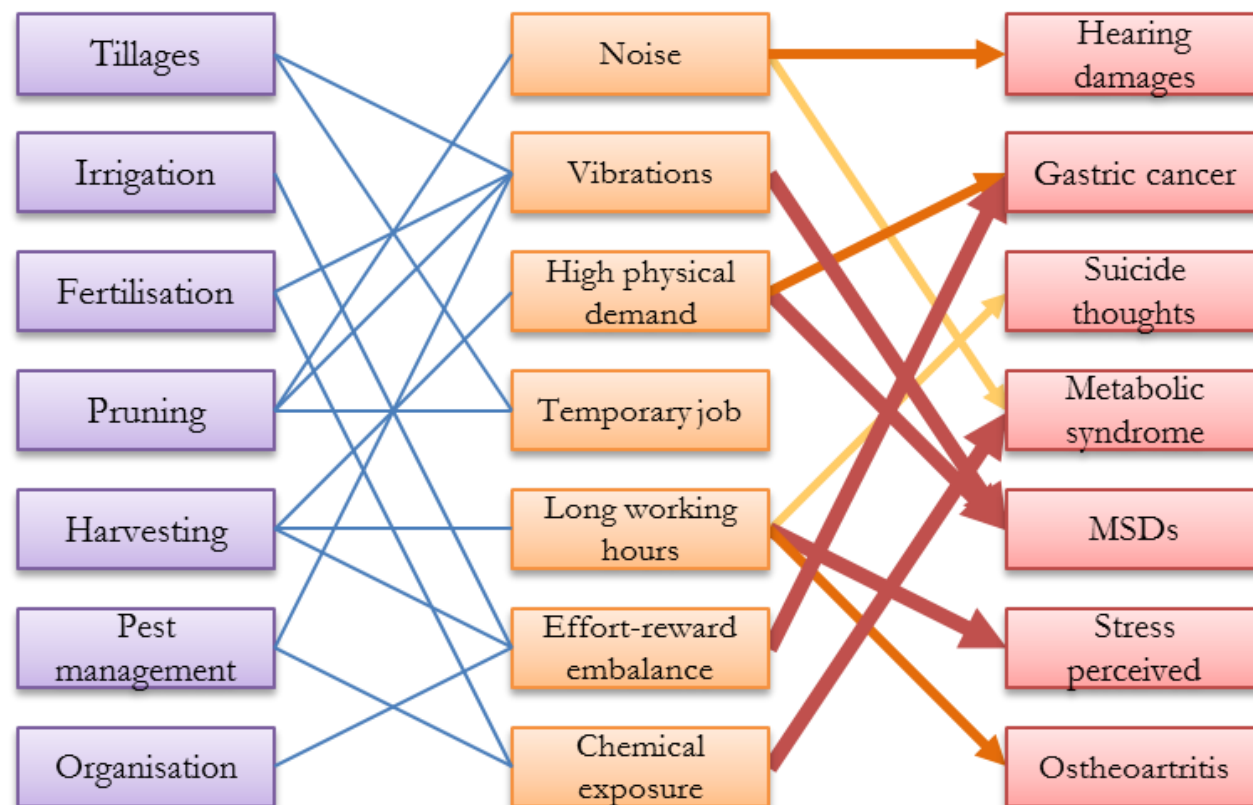 Tillages
Noise
Hearing
damages
Irrigation
Vibrations
Gastric cancer
Fertilisation
High physical
demand
Suicide
thoughts
Pruning
Temporary job
Metabolic
syndrome
Harvesting
Long working
hours
MSDs
Pest
management
Effort-reward
embalance
Stress
perceived
Organisation
Chemical
exposure
Ostheoartritis